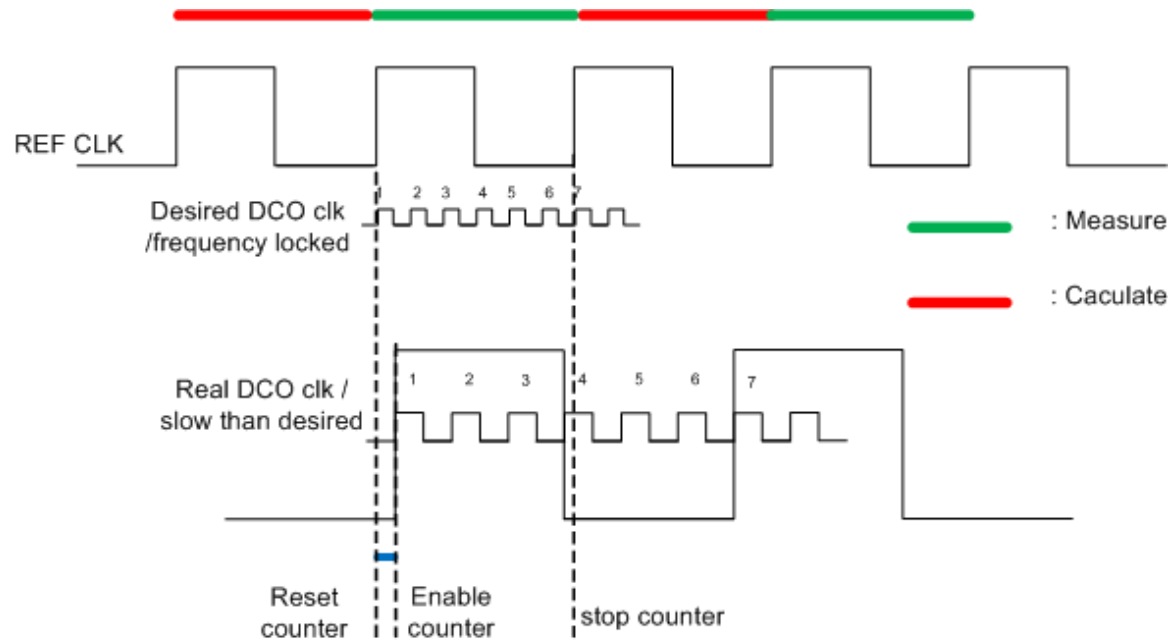 REF CLK
1 2 3 4 5 6 7
Desired DCO clk
/frequency locked
: Measure
: Caculate
1 2 3 4 5 6 7
Real DCO clk /
slow than desired
Reset
counter
Enable
counter
stop counter